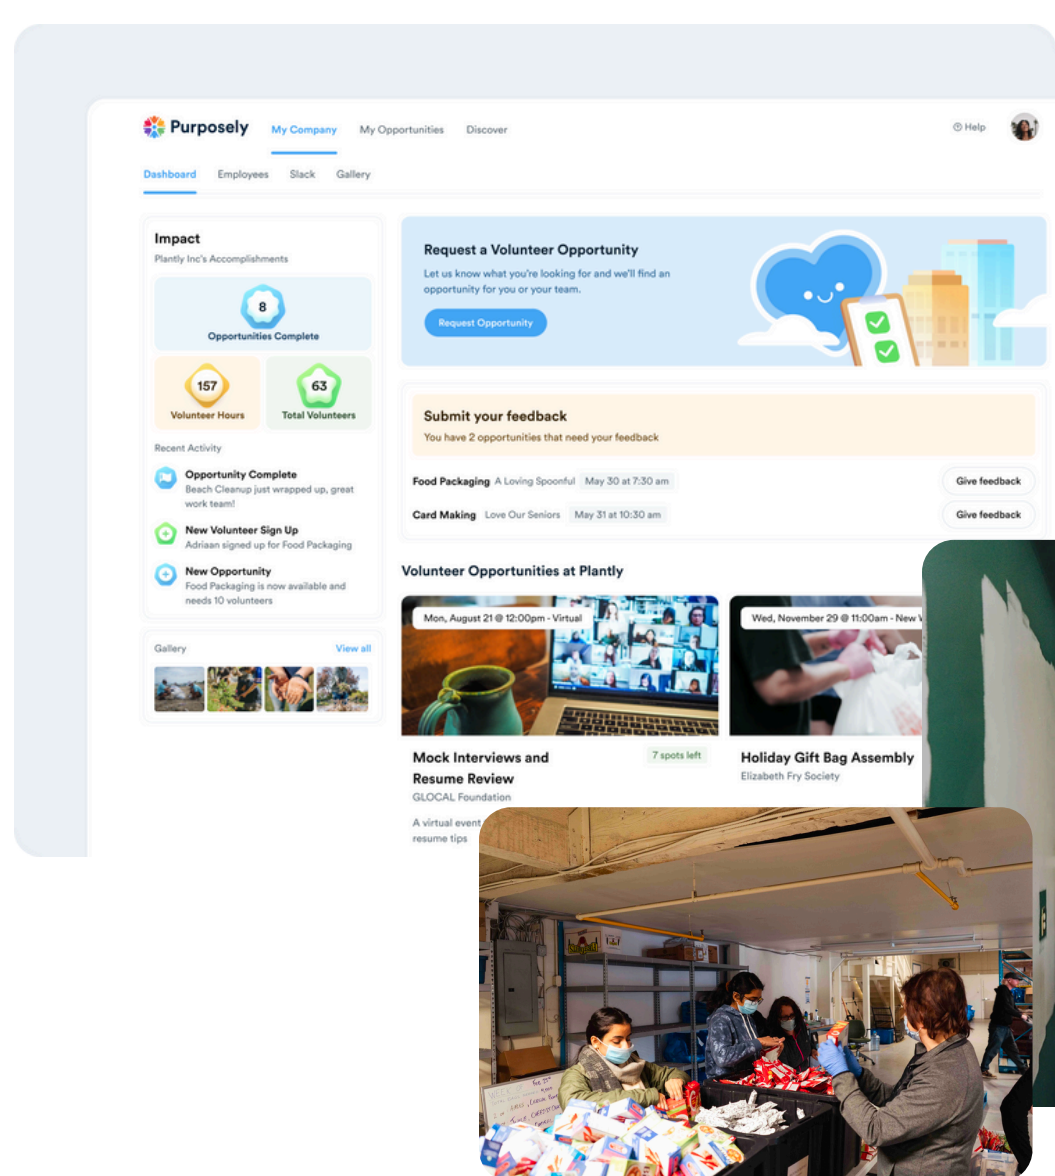 Purposely
My Company
My Opportunities
Discover
Help
Dashboard
Employees
Slack
Gallery
Impact
Plantly Inc's Accomplishments
8
Opportunities Complete
157
Volunteer Hours
63
Total Volunteers
Recent Activity
Opportunity Complete
Beach Cleanup just wrapped up, great
work team!
New Volunteer Sign Up
Adriaan signed up for Food Packaging
New Opportunity
Food Packaging is now available and
needs 10 volunteers
Gallery
View all
Request a Volunteer Opportunity
Let us know what you're looking for and we'll find an
opportunity for you or your team.
Request Opportunity
Submit your feedback
You have 2 opportunities that need your feedback
Food Packaging A Loving Spoonful May 30 at 7:30 am
Give feedback
Card Making Love Our Seniors May 31 at 10:30 am
Give feedback
Volunteer Opportunities at Plantly
Mon, August 21 @ 12:00pm - Virtual
Mock Interviews and
Resume Review
7 spots left
GLOCAL Foundation
A virtual event
resume tips
Wed, November 29 @ 11:00am - New
Holiday Gift Bag Assembly
Elizabeth Fry Society